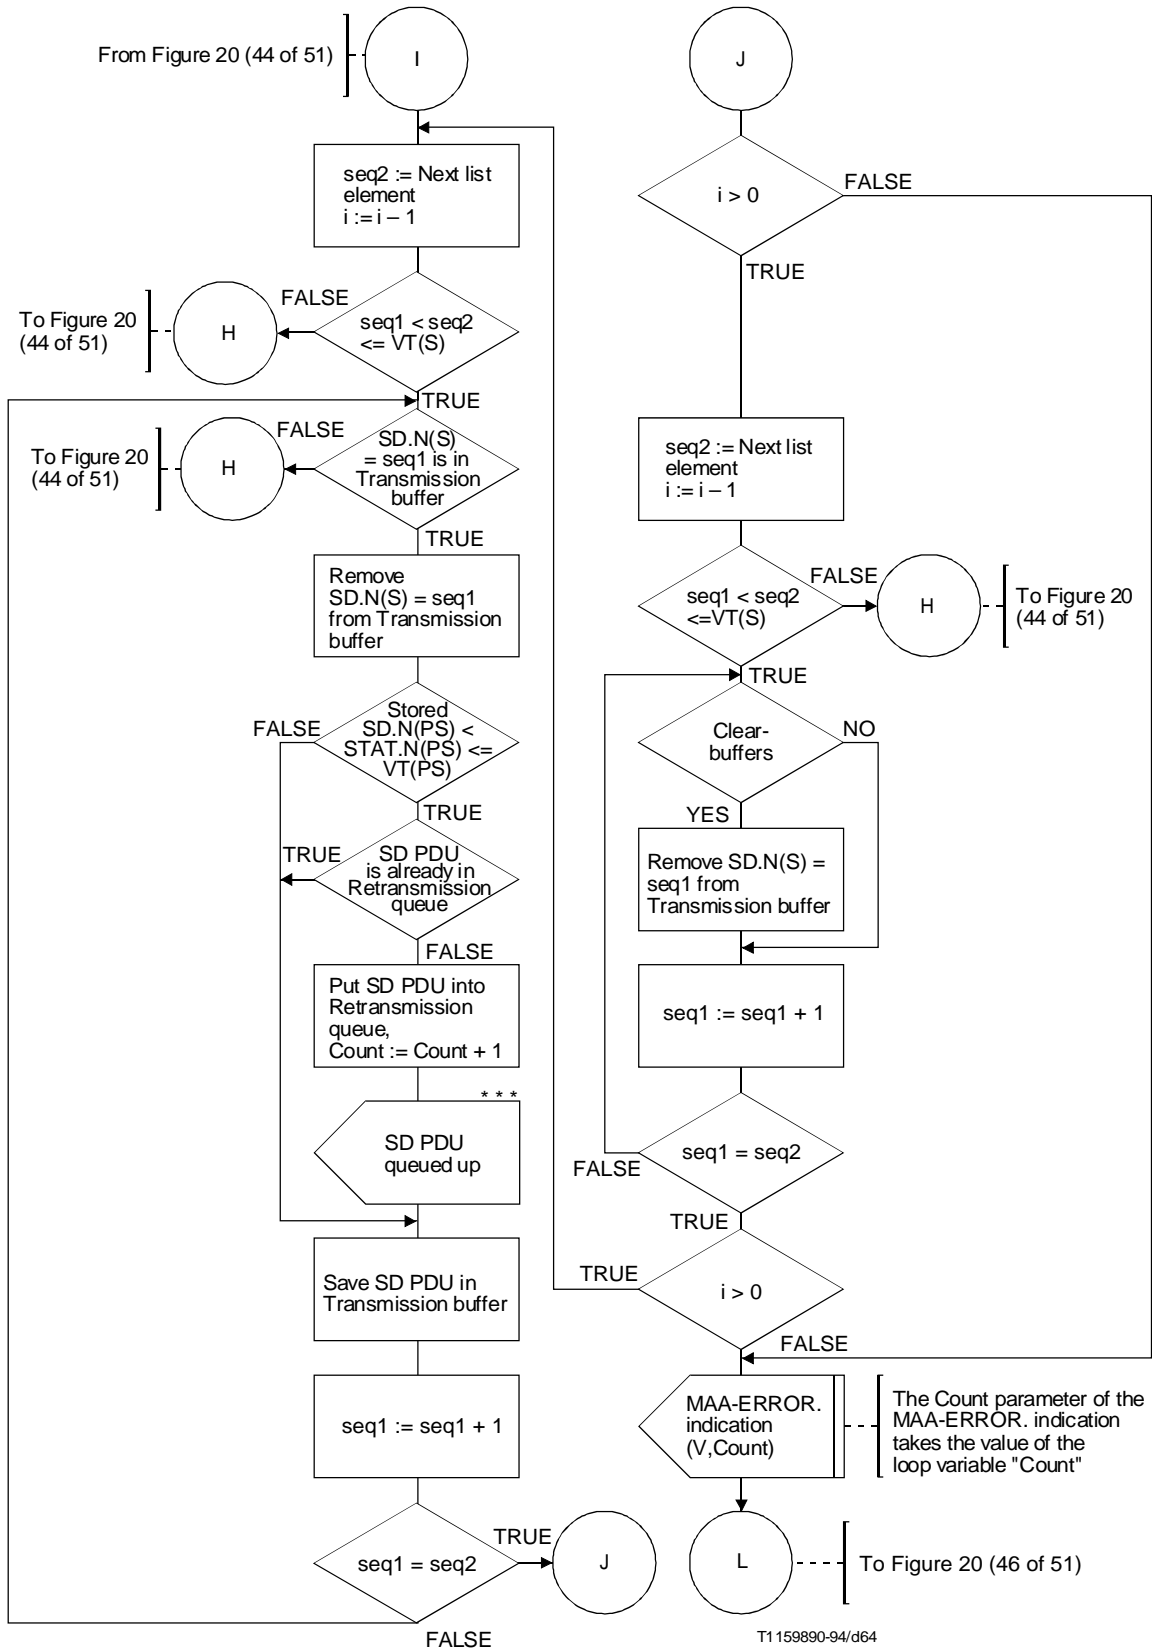 From Figure 20 (44 of 51)
I
seq2 := Next list
element
i := i – 1
FALSE
To Figure 20
(44 of 51)
H
seq1 < seq2
<= VT(S)
TRUE
FALSE
To Figure 20
(44 of 51)
H
SD.N(S)
= seq1 is in
Transmission
buffer
TRUE
Remove
SD.N(S) = seq1
from Transmission
buffer
FALSE
Stored
SD.N(PS) <
STAT.N(PS) <=
VT(PS)
TRUE
TRUE
SD PDU
is already in
Retransmission
queue
FALSE
Put SD PDU into
Retransmission
queue,
Count := Count + 1
* * *
SD PDU
queued up
Save SD PDU in
Transmission buffer
seq1 := seq1 + 1
seq1 = seq2
TRUE
J
FALSE
J
i > 0
FALSE
TRUE
seq2 := Next list
element
i := i – 1
seq1 < seq2
<=VT(S)
FALSE
H
To Figure 20
(44 of 51)
TRUE
Clear-
buffers
NO
YES
Remove SD.N(S) =
seq1 from
Transmission buffer
seq1 := seq1 + 1
seq1 = seq2
FALSE
TRUE
TRUE
i > 0
FALSE
MAA-ERROR.
indication
(V,Count)
The Count parameter of the
MAA-ERROR. indication
takes the value of the
loop variable "Count"
L
To Figure 20 (46 of 51)
T1159890-94/d64